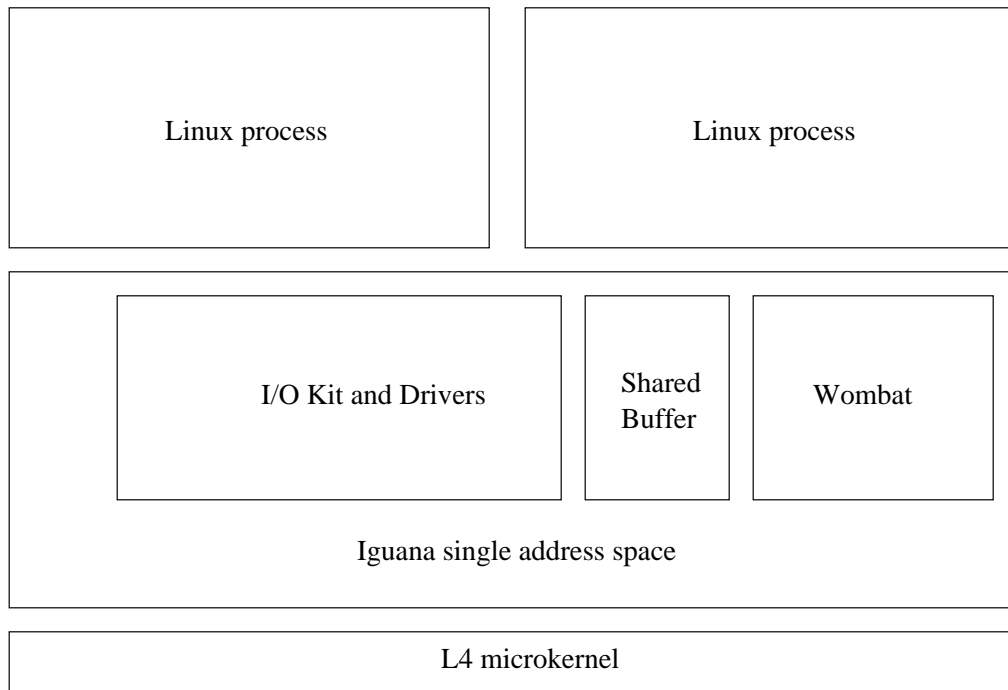 Linux process
Linux process
I/O Kit and Drivers
Shared
Buffer
Wombat
Iguana single address space
L4 microkernel